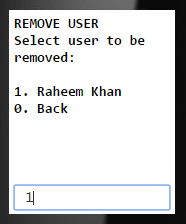 REMOVE USER
Select user to be
removed:
1. Raheem Khan
0. Back
1